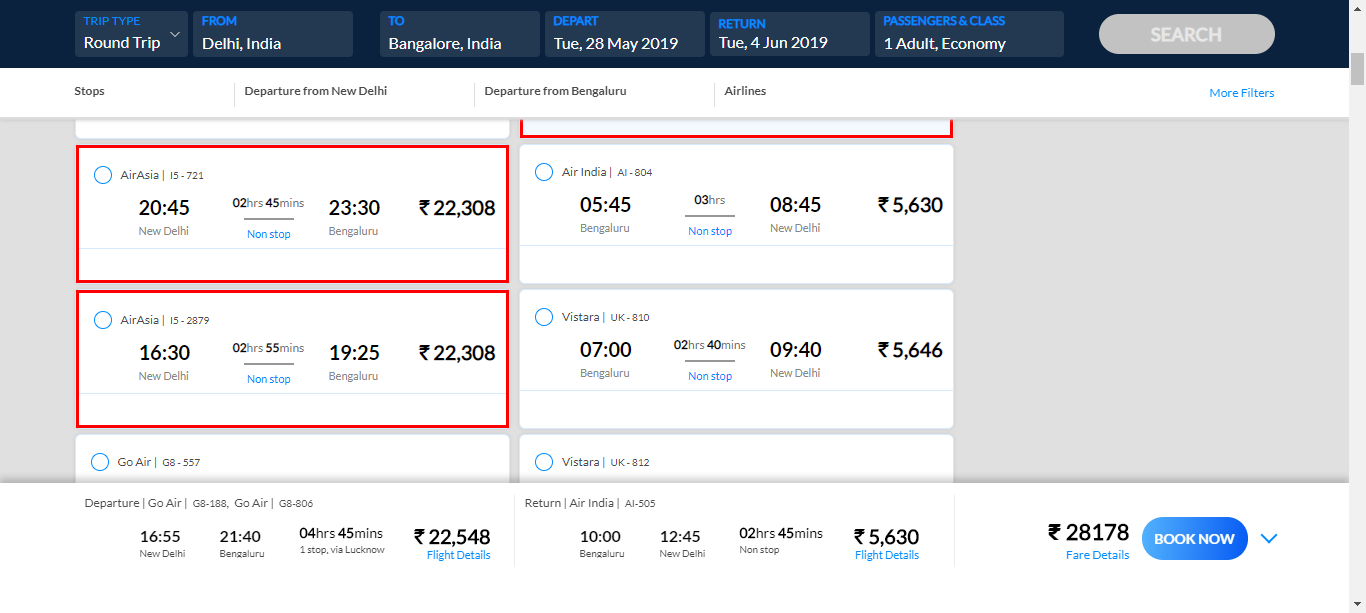 TRIP TYPE
Round Trip
FROM
Delhi, India
TO
Bangalore, India
DEPART
Tue, 28 May 2019
RETURN
Tue, 4 Jun 2019
PASSENGERS & CLASS
1 Adult, Economy
SEARCH
Stops
Departure from New Delhi
Departure from Bengaluru
Airlines
More Filters
AirAsia | I5 - 721
20:45 02hrs 45mins 23:30 ₹ 22,308
New Delhi Non stop Bengaluru
Air India | AI - 804
05:45 03hrs 08:45 ₹ 5,630
Bengaluru Non stop New Delhi
AirAsia | I5 - 2879
16:30 02hrs 55mins 19:25 ₹ 22,308
New Delhi Non stop Bengaluru
Vistara | UK - 810
07:00 02hrs 40mins 09:40 ₹ 5,646
Bengaluru Non stop New Delhi
Go Air | G8 - 557
Vistara | UK - 812
Departure | Go Air | G8-188, Go Air | G8-806
16:55 21:40 04hrs 45mins ₹ 22,548
New Delhi Bengaluru 1 stop, via Lucknow Flight Details
Return | Air India | AI-505
10:00 12:45 02hrs 45mins ₹ 5,630
Bengaluru New Delhi Non stop Flight Details
₹ 28178
Fare Details
BOOK NOW